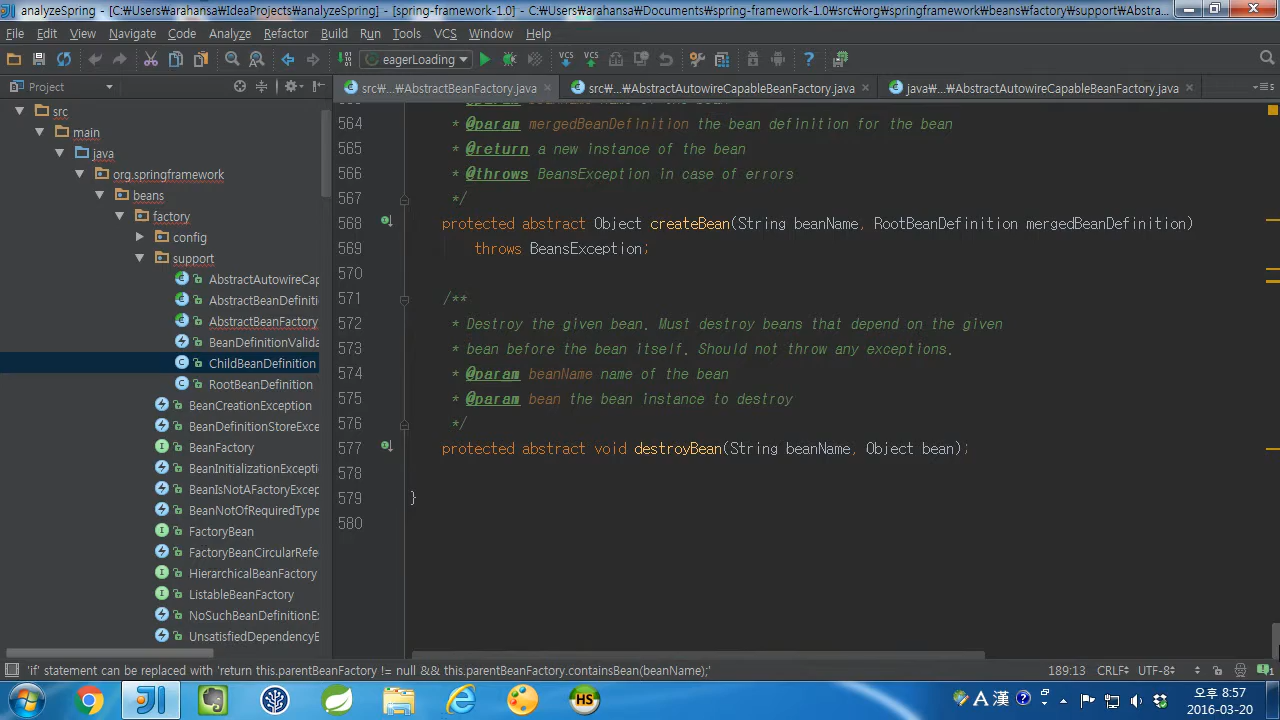 analyzeSpring - [C:￦Users￦arahansa￦IdeaProjects￦analyzeSpring] - [spring-framework-1.0] - C:￦Users￦arahansa￦Documents￦spring-framework-1.0￦src￦org￦springframework￦beans￦factory￦support￦Abstra...
File Edit View Navigate Code Analyze Refactor Build Run Tools VCS Window Help
eagerLoading
Project
src￦...￦AbstractBeanFactory.java
src￦...￦AbstractAutowireCapableBeanFactory.java
java￦...￦AbstractAutowireCapableBeanFactory.java
src
main
java
org.springframework
beans
factory
config
support
AbstractAutowireCap
AbstractBeanDefiniti
AbstractBeanFactory
BeanDefinitionValida
ChildBeanDefinition
RootBeanDefinition
BeanCreationException
BeanDefinitionStoreExce
BeanFactory
BeanInitializationExcepti
BeanIsNotAFactoryExcep
BeanNotOfRequiredType
FactoryBean
FactoryBeanCircularRefe
HierarchicalBeanFactory
ListableBeanFactory
NoSuchBeanDefinitionEx
UnsatisfiedDependencyE
564 * @param mergedBeanDefinition the bean definition for the bean
565 * @return a new instance of the bean
566 * @throws BeansException in case of errors
567 */
568 protected abstract Object createBean(String beanName, RootBeanDefinition mergedBeanDefinition)
569 throws BeansException;
570
571 /**
572 * Destroy the given bean. Must destroy beans that depend on the given
573 * bean before the bean itself. Should not throw any exceptions.
574 * @param beanName name of the bean
575 * @param bean the bean instance to destroy
576 */
577 protected abstract void destroyBean(String beanName, Object bean);
578
579 }
580
'if' statement can be replaced with 'return this.parentBeanFactory != null && this.parentBeanFactory.containsBean(beanName);'
189:13 CRLF UTF-8
A 漢
오후 8:57
2016-03-20